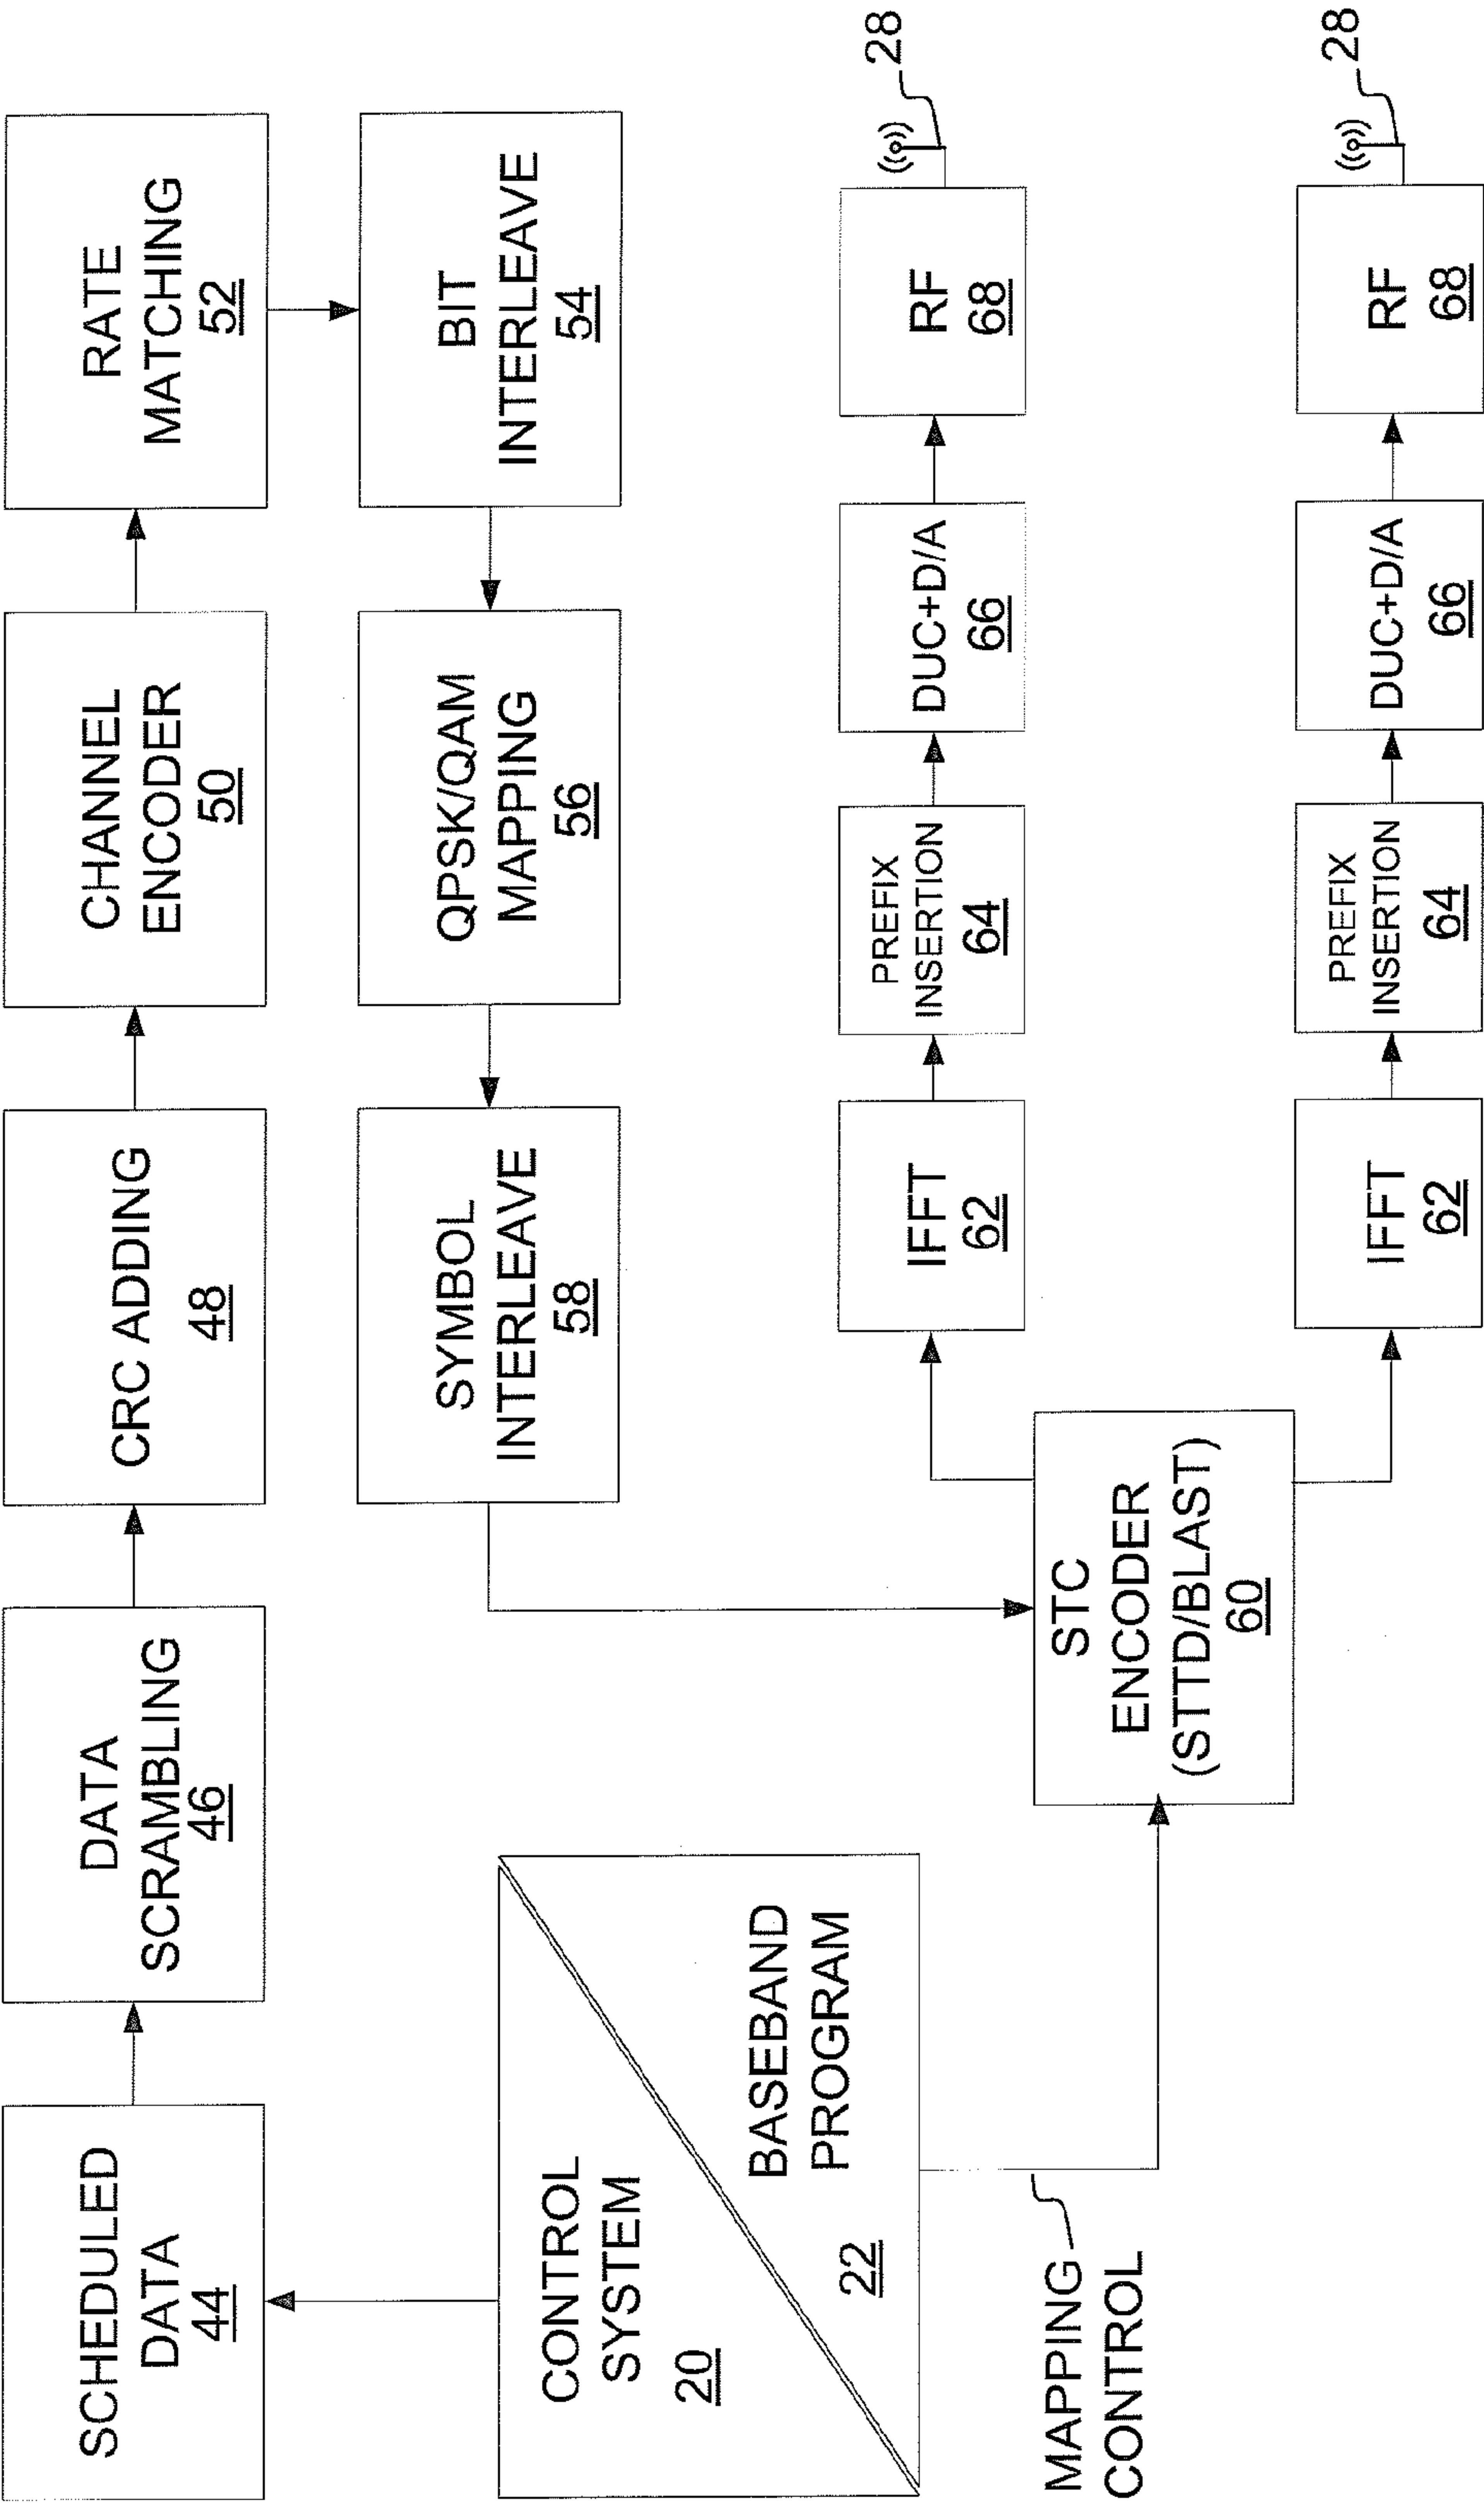 SCHEDULED
DATA
44
DATA
SCRAMBLING
46
CRC ADDING
48
CHANNEL
ENCODER
50
RATE
MATCHING
52
CONTROL
SYSTEM
20
BASEBAND
PROGRAM
22
SYMBOL
INTERLEAVE
58
QPSK/QAM
MAPPING
56
BIT
INTERLEAVE
54
MAPPING
CONTROL
STC
ENCODER
(STTD/BLAST)
60
IFFT
62
PREFIX
INSERTION
64
DUC+D/A
66
RF
68
28
IFFT
62
PREFIX
INSERTION
64
DUC+D/A
66
RF
68
28